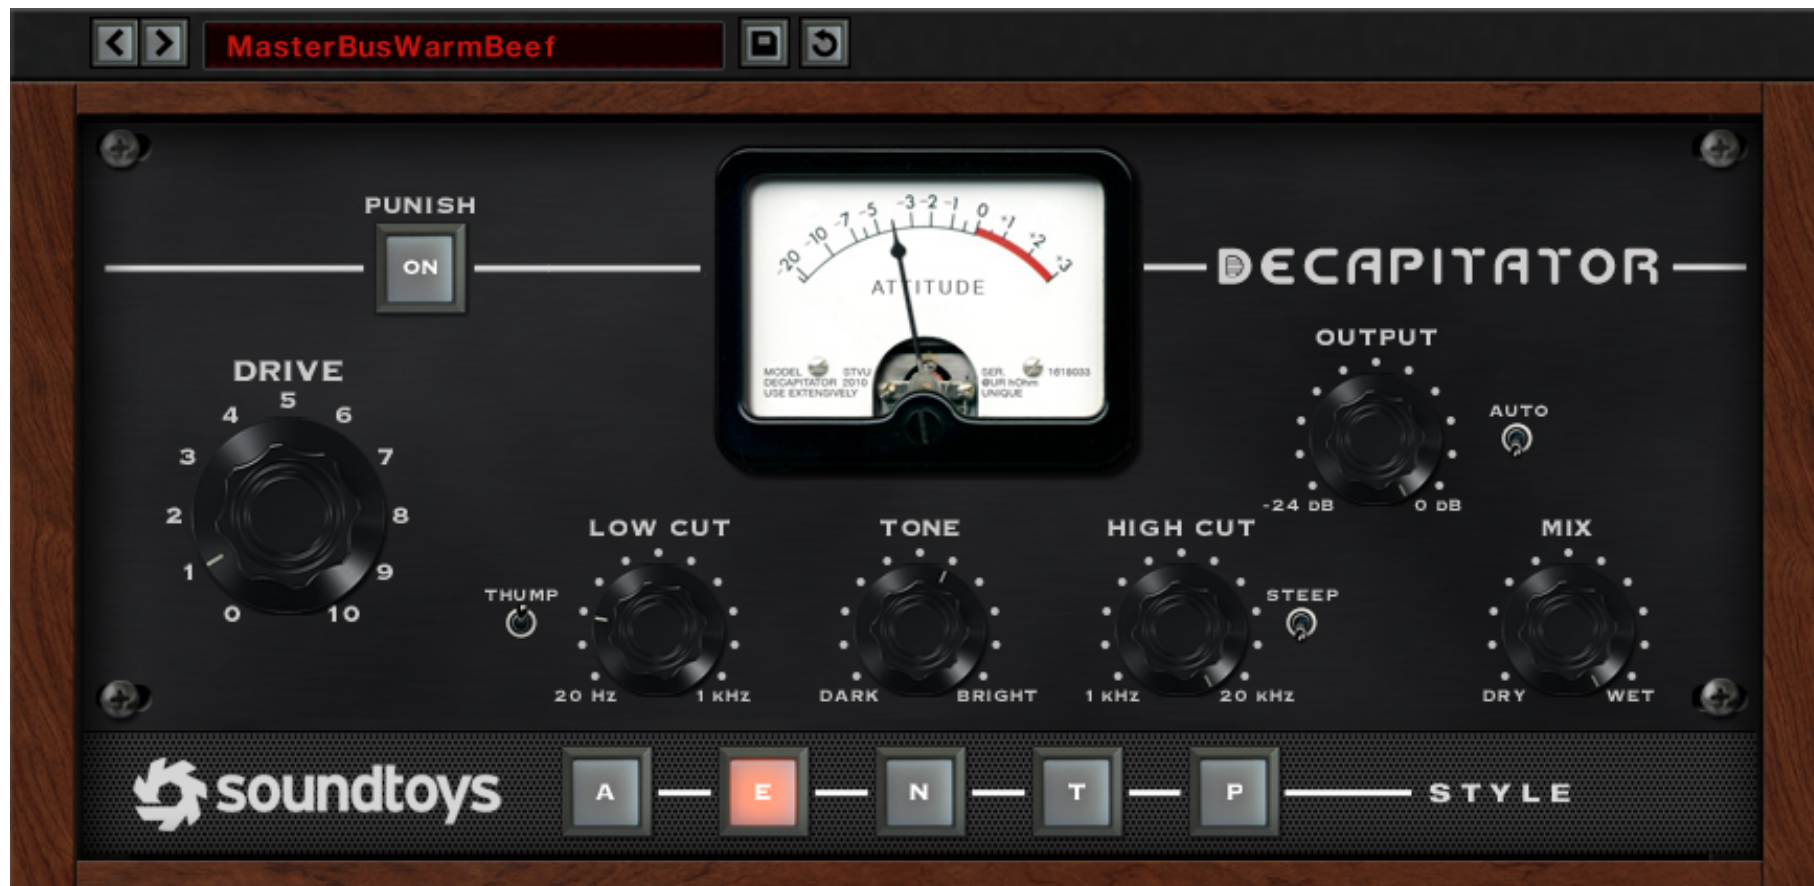 MasterBusWarmBeef
PUNISH
ON
-20 -10 -7 -5 -3 -2 -1 0 +1 +2 +3
ATTITUDE
MODEL STVU
DECAPITATOR 2010
USE EXTENSIVELY
SER. 1618033
@UR hOhm
UNIQUE
DECAPITATOR
DRIVE
0 1 2 3 4 5 6 7 8 9 10
OUTPUT
-24 DB 0 DB
AUTO
THUMP
LOW CUT
20 HZ 1 KHZ
TONE
DARK BRIGHT
HIGH CUT
1 KHZ 20 KHZ
STEEP
MIX
DRY WET
soundtoys
A E N T P STYLE